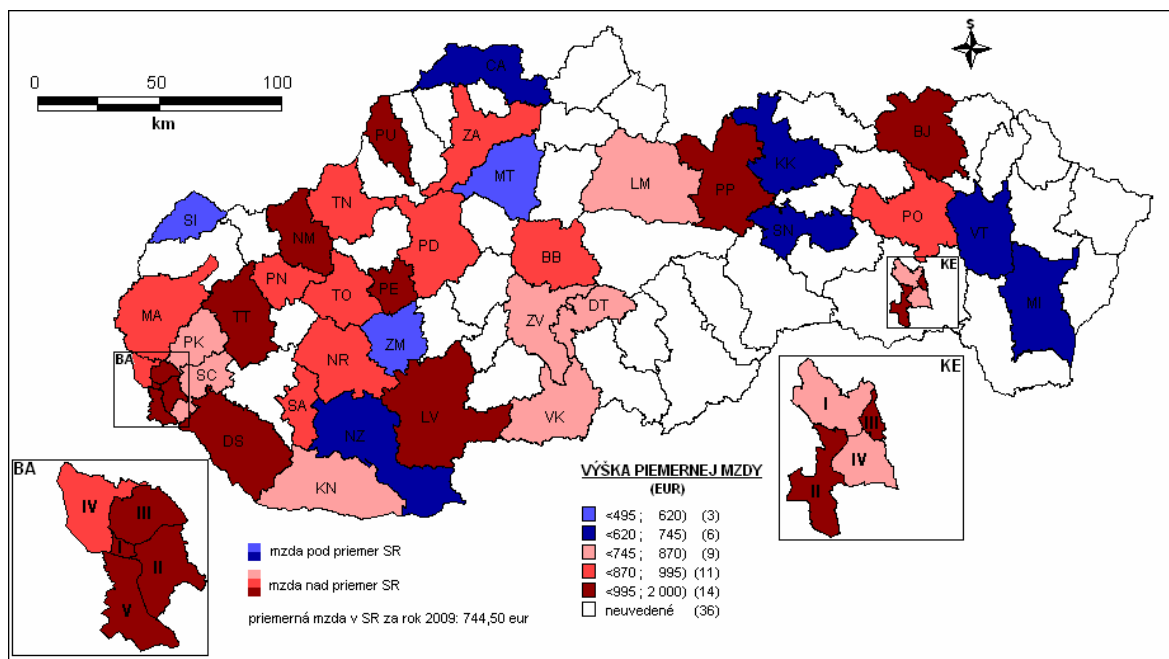 S
0 50 100
km
CA
PU
ZA
MT
LM
PP
KK
BJ
SI
TN
NM
PD
BB
SN
PO
VT
PN
TO
PE
KE
MI
MA
TT
PK
ZM
ZV
DT
BA
SC
NR
SA
LV
VK
DS
NZ
KN
KE
I
III
IV
II
BA
IV
III
I
II
V
mzda pod priemer SR
mzda nad priemer SR
priemerná mzda v SR za rok 2009: 744,50 eur
VÝŠKA PIEMERNEJ MZDY
(EUR)
<495 ; 620) (3)
<620 ; 745) (6)
<745 ; 870) (9)
<870 ; 995) (11)
<995 ; 2 000) (14)
neuvedené (36)